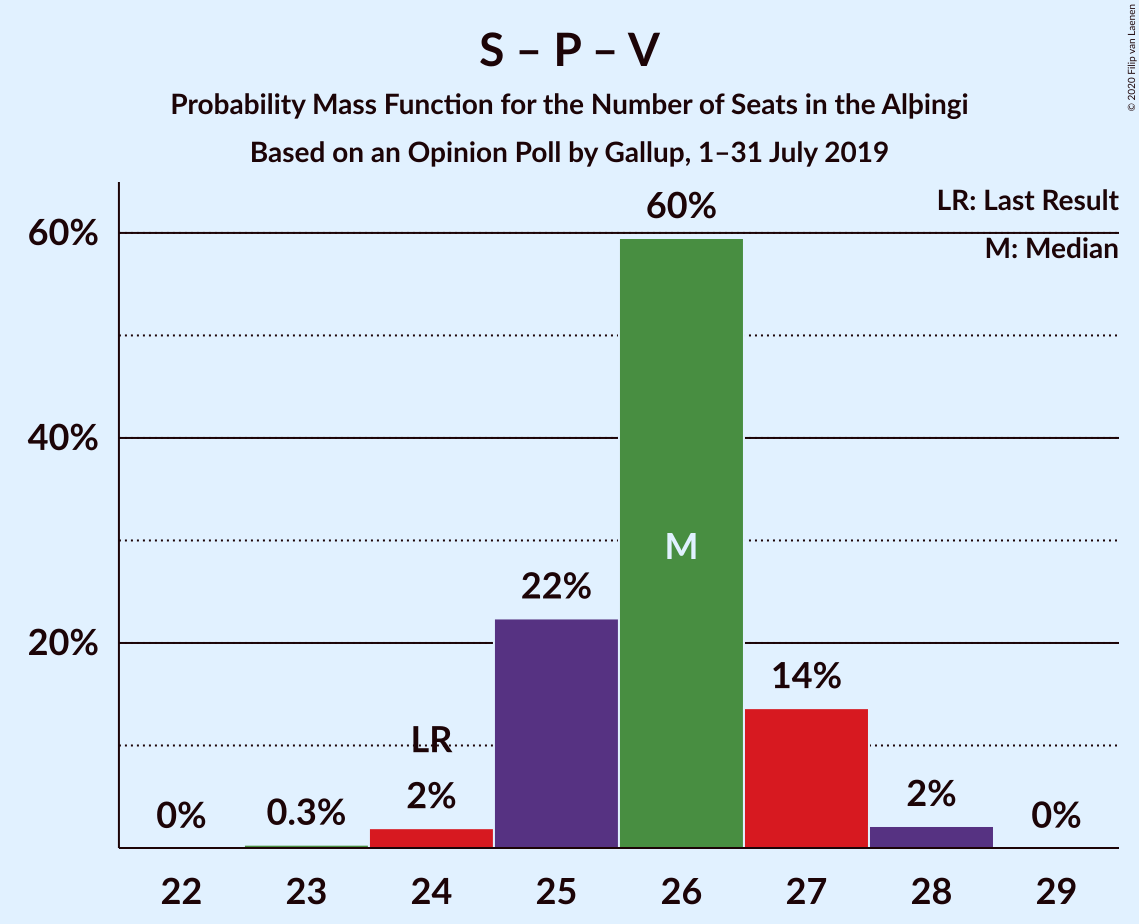 S – P – V
Probability Mass Function for the Number of Seats in the Alþingi
Based on an Opinion Poll by Gallup, 1–31 July 2019
© 2020 Filip van Laenen
LR: Last Result
M: Median
60%
40%
20%
0%
0.3%
LR
2%
22%
60%
M
14%
2%
0%
22 23 24 25 26 27 28 29